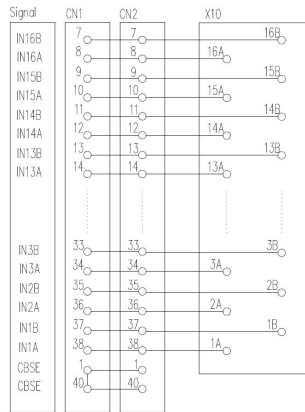 Signal CN1 CN2 X10
IN16B 7 7 16B
IN16A 8 8 16A
IN15B 9 9 15B
IN15A 10 10 15A
IN14B 11 11 14B
IN14A 12 12 14A
IN13B 13 13 13B
IN13A 14 14 13A
IN3B 33 33 3B
IN3A 34 34 3A
IN2B 35 35 2B
IN2A 36 36 2A
IN1B 37 37 1B
IN1A 38 38 1A
CBSE 1 1
CBSE 40 40